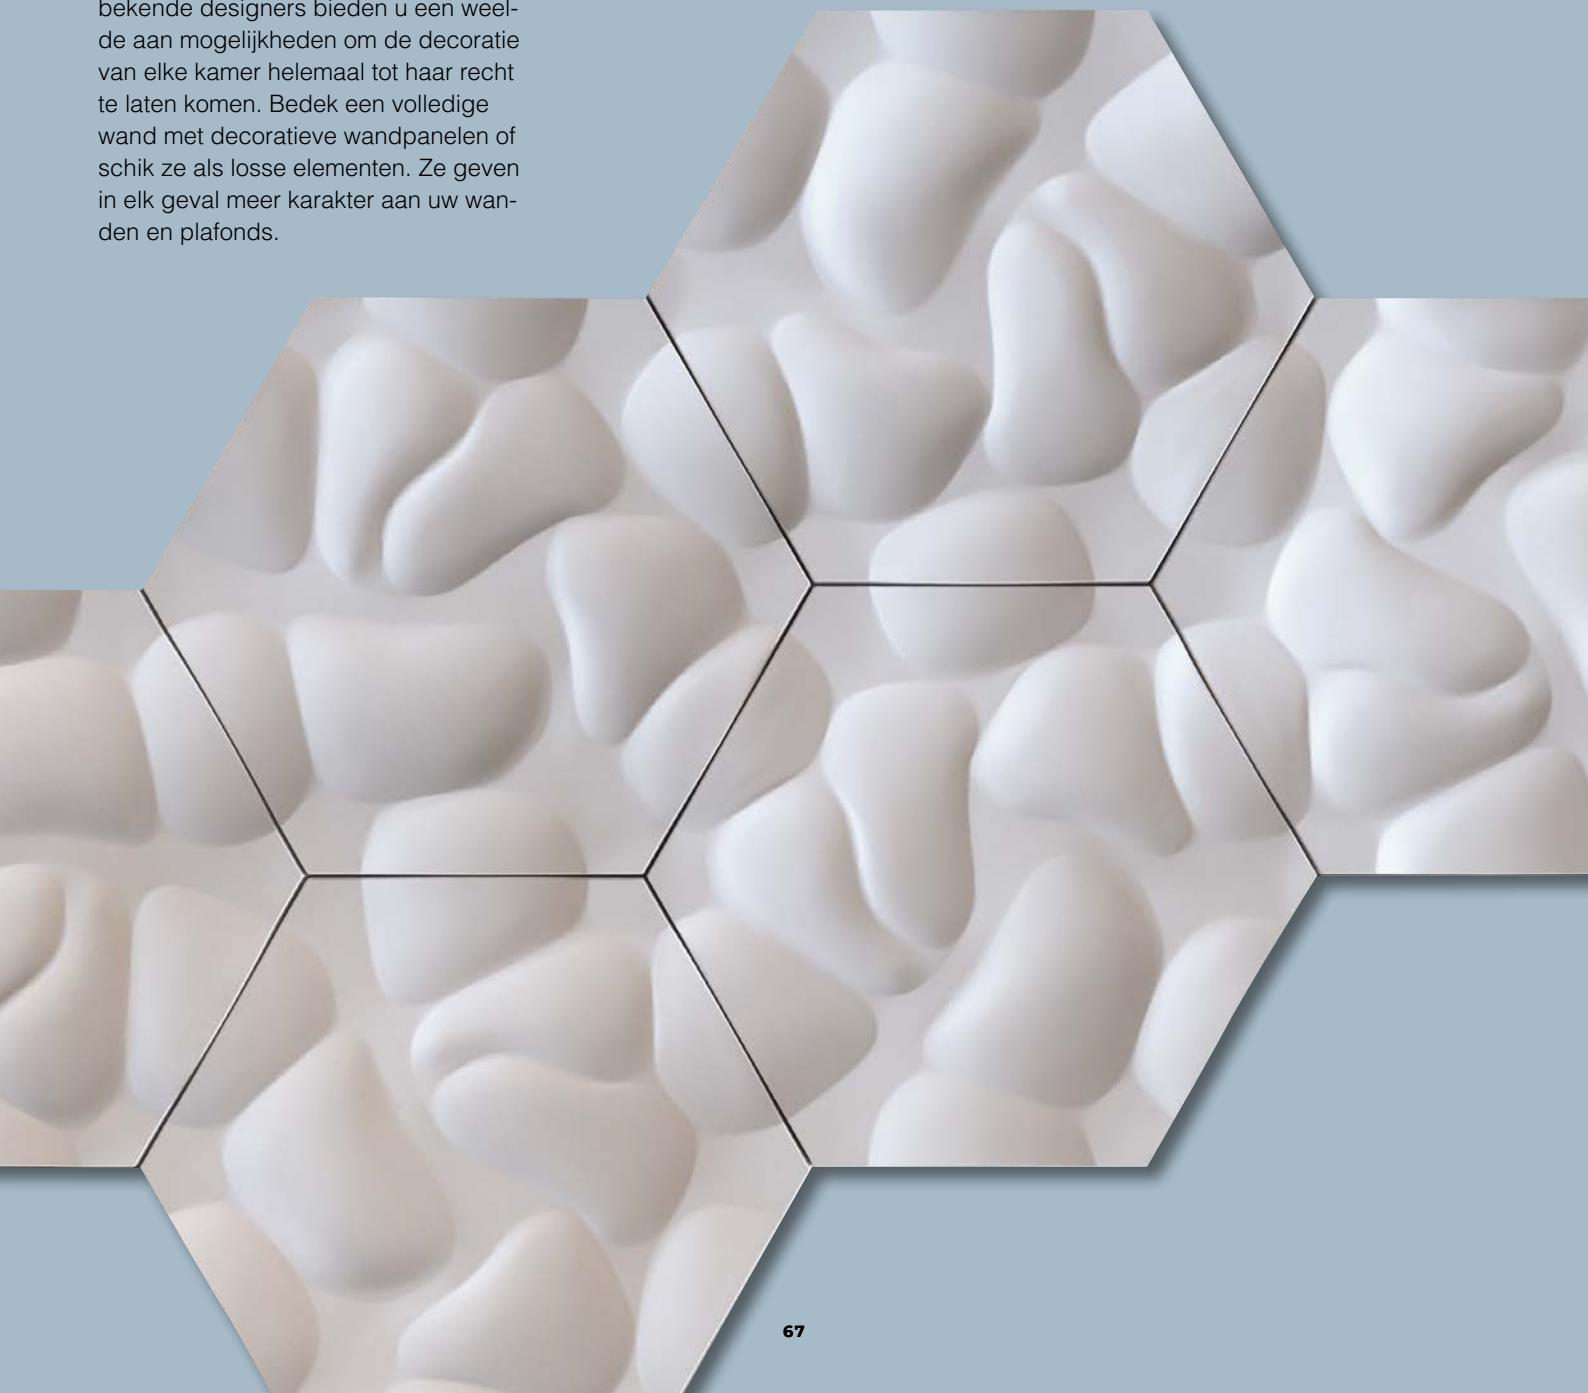 bekende designers bieden u een weel-
de aan mogelijkheden om de decoratie
van elke kamer helemaal tot haar recht
te laten komen. Bedek een volledige
wand met decoratieve wandpanelen of
schik ze als losse elementen. Ze geven
in elk geval meer karakter aan uw wan-
den en plafonds.
67